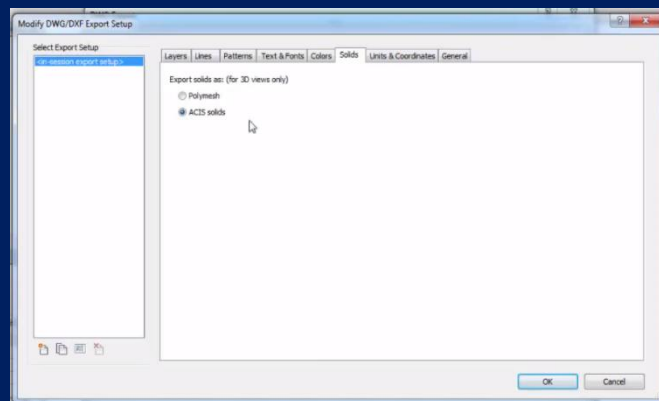 Modify DWG/DXF Export Setup
Select Export Setup
<in-session export setup>
Layers Lines Patterns Text & Fonts Colors Solids Units & Coordinates General
Export solids as: (for 3D views only)
Polymesh
ACIS solids
OK Cancel